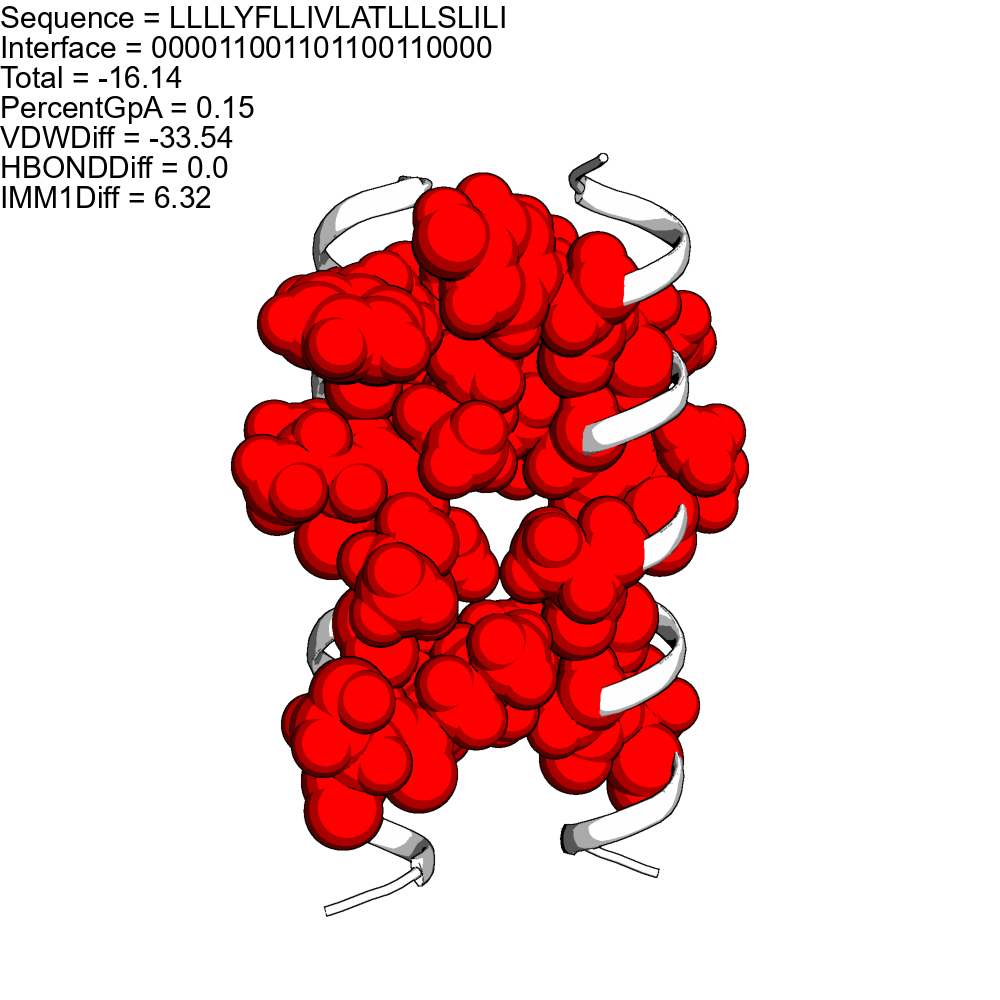 Sequence = LLLLYFLLIVLATLLLSLILI
Interface = 000011001101100110000
Total = -16.14
PercentGpA = 0.15
VDWDiff = -33.54
HBONDDiff = 0.0
IMM1Diff = 6.32